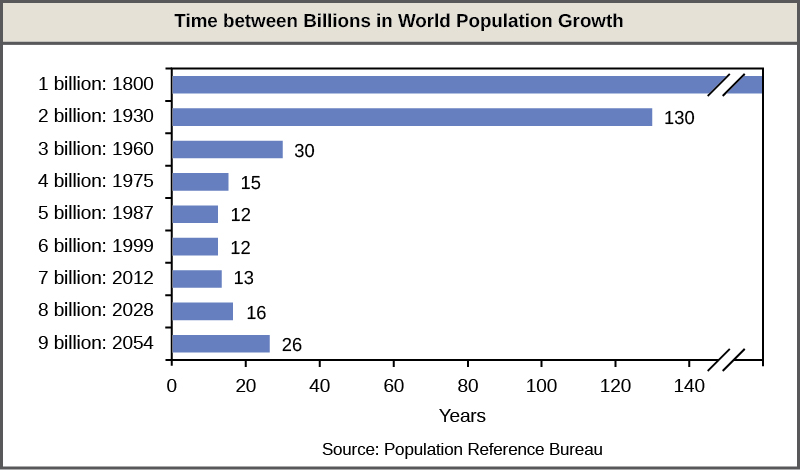 Time between Billions in World Population Growth
1 billion: 1800
2 billion: 1930 130
3 billion: 1960 30
4 billion: 1975 15
5 billion: 1987 12
6 billion: 1999 12
7 billion: 2012 13
8 billion: 2028 16
9 billion: 2054 26
0 20 40 60 80 100 120 140
Years
Source: Population Reference Bureau